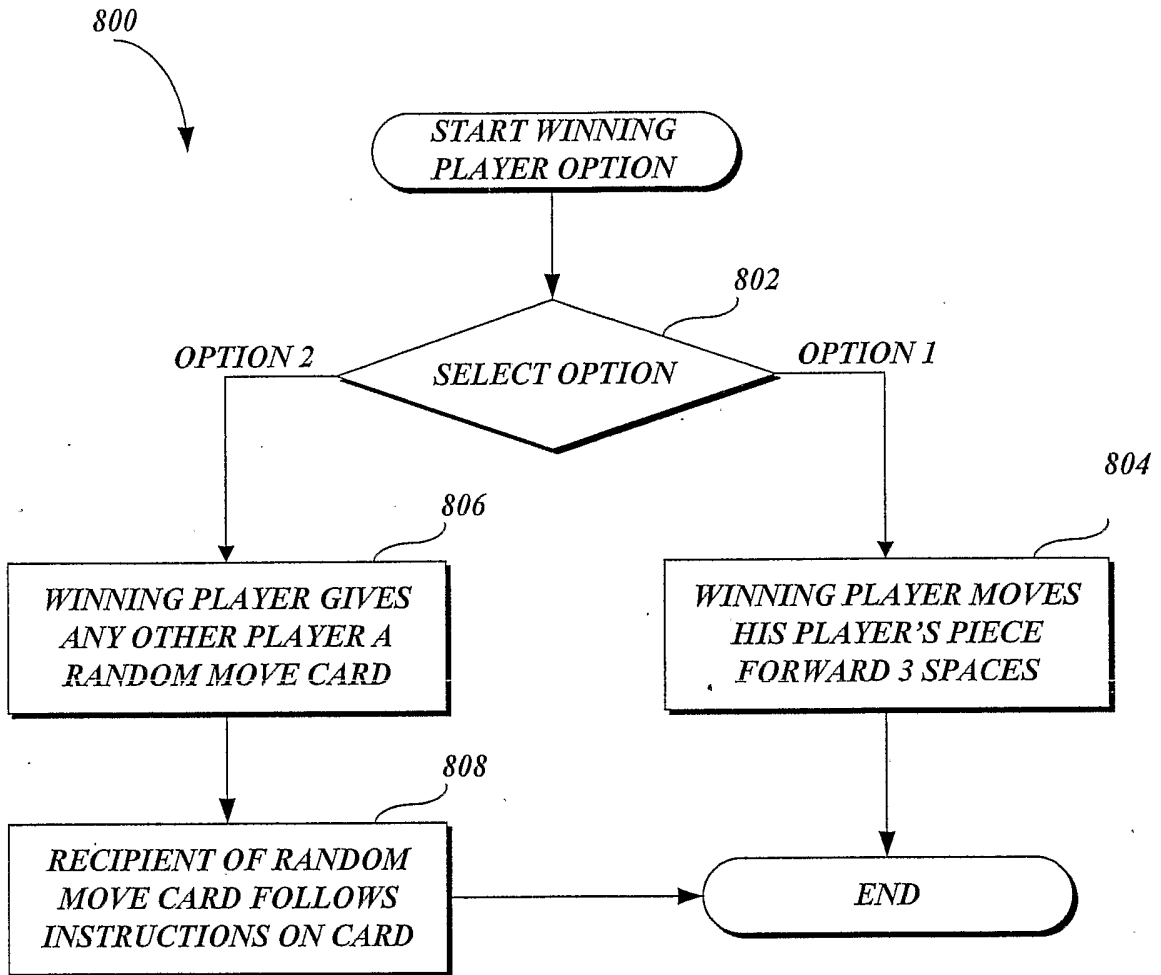 800
START WINNING
PLAYER OPTION
802
OPTION 2
SELECT OPTION
OPTION 1
804
806
WINNING PLAYER GIVES
ANY OTHER PLAYER A
RANDOM MOVE CARD
WINNING PLAYER MOVES
HIS PLAYER'S PIECE
FORWARD 3 SPACES
808
RECIPIENT OF RANDOM
MOVE CARD FOLLOWS
INSTRUCTIONS ON CARD
END